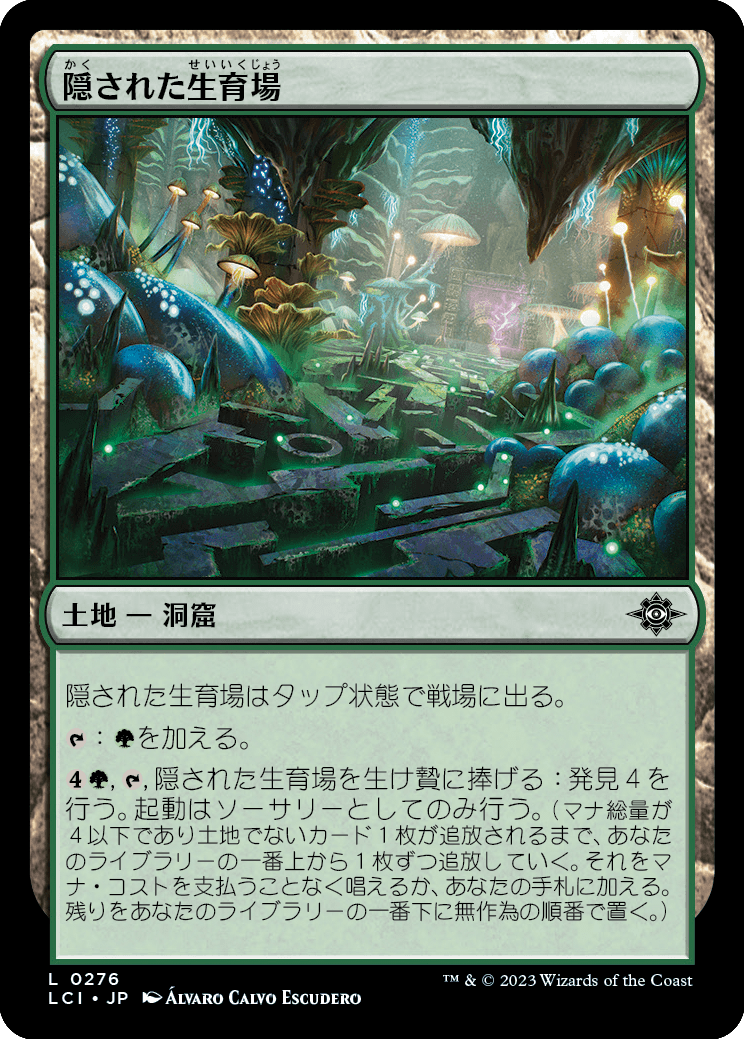 かく せいいくじょう
隠された生育場
土地 — 洞窟
隠された生育場はタップ状態で戦場に出る。
：を加える。
4, ,隠された生育場を生け贄に捧げる：発見４を
行う。起動はソーサリーとしてのみ行う。（マナ総量が
４以下であり土地でないカード１枚が追放されるまで、あなた
のライブラリーの一番上から１枚ずつ追放していく。それをマ
ナ・コストを支払うことなく唱えるか、あなたの手札に加える。
残りをあなたのライブラリーの一番下に無作為の順番で置く。）
L 0276
LCI • JP Álvaro Calvo Escudero
™ & © 2023 Wizards of the Coast